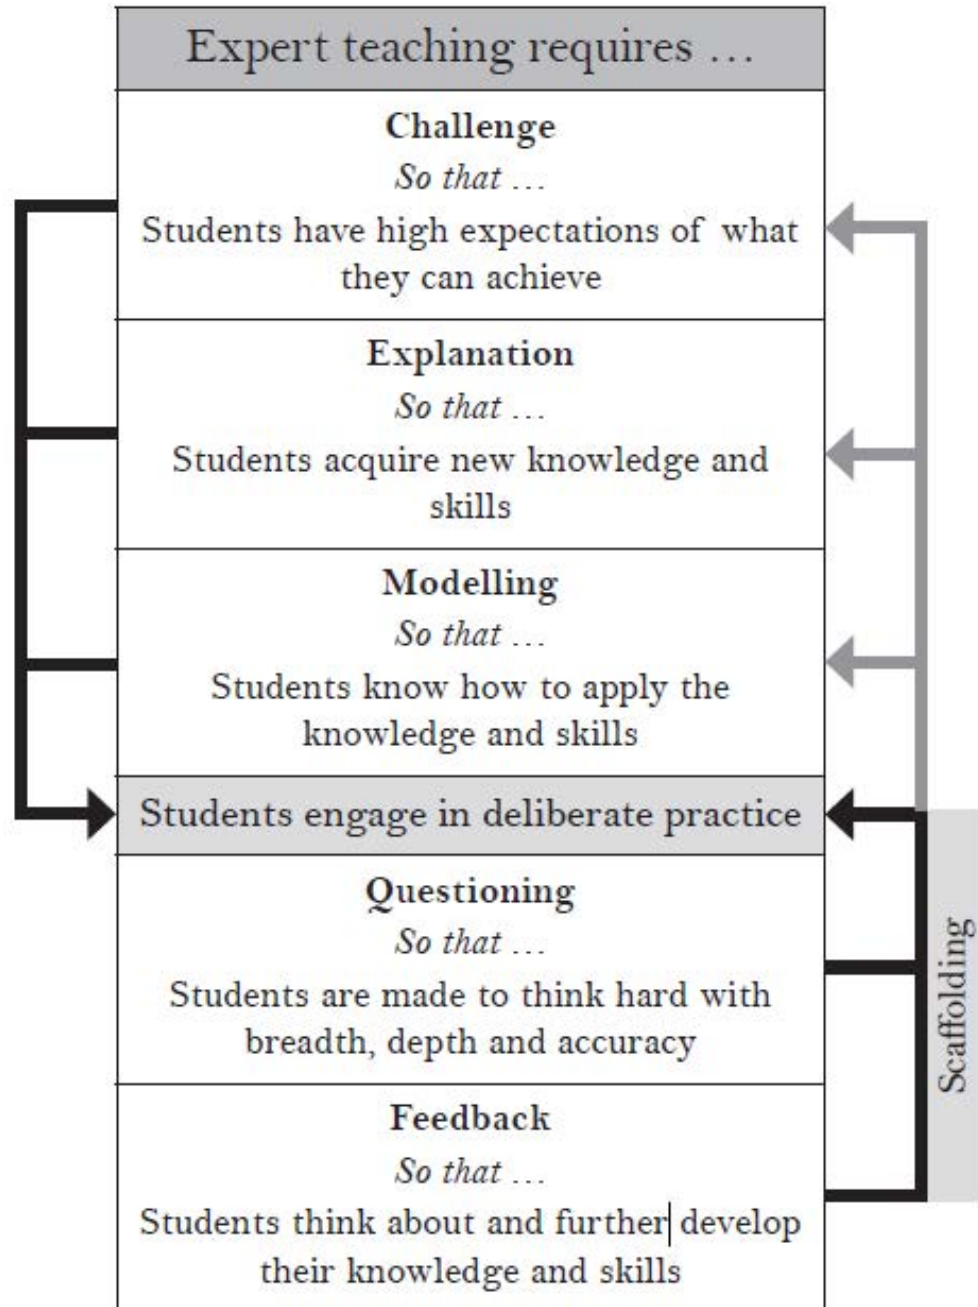 Expert teaching requires …
Challenge
So that …
Students have high expectations of what
they can achieve
Explanation
So that …
Students acquire new knowledge and
skills
Modelling
So that …
Students know how to apply the
knowledge and skills
Students engage in deliberate practice
Questioning
So that …
Students are made to think hard with
breadth, depth and accuracy
Feedback
So that …
Students think about and further develop
their knowledge and skills
Scaffolding